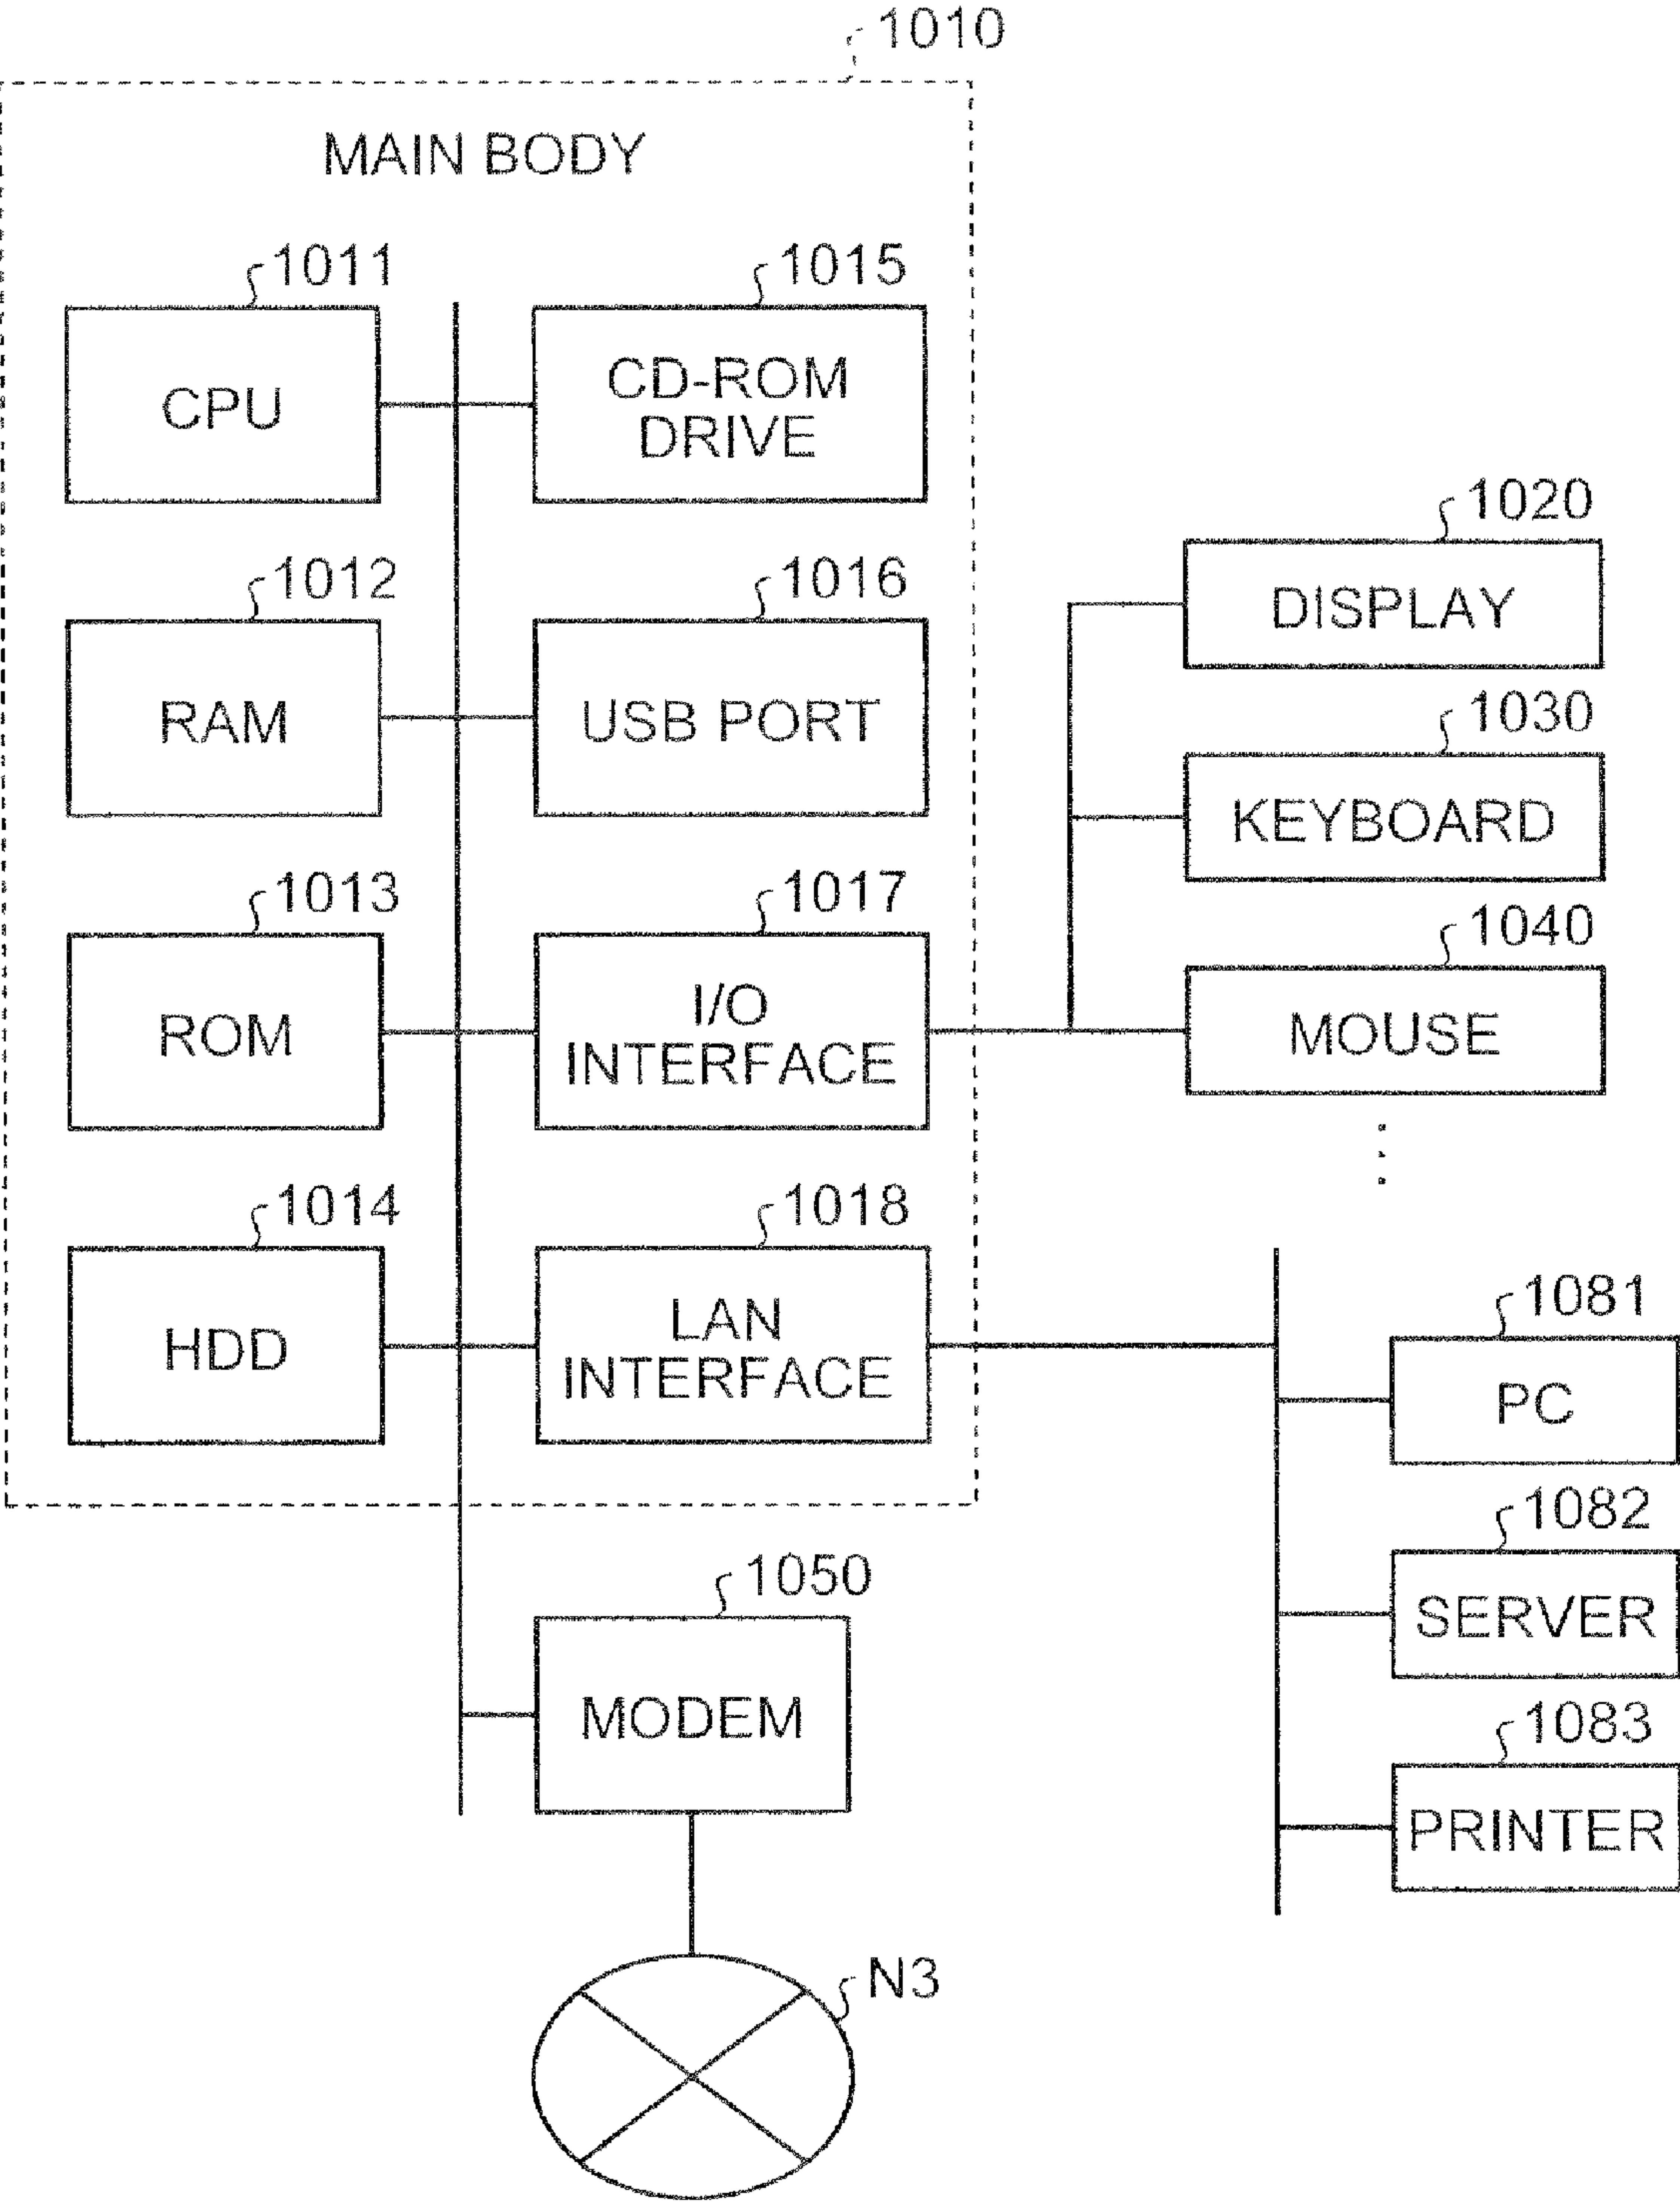 1010
MAIN BODY
1011
1015
CPU
CD-ROM
DRIVE
1012
1016
RAM
USB PORT
1013
1017
ROM
I/O
INTERFACE
1014
1018
HDD
LAN
INTERFACE
1020
DISPLAY
1030
KEYBOARD
1040
MOUSE
1081
PC
1082
SERVER
1083
PRINTER
1050
MODEM
N3